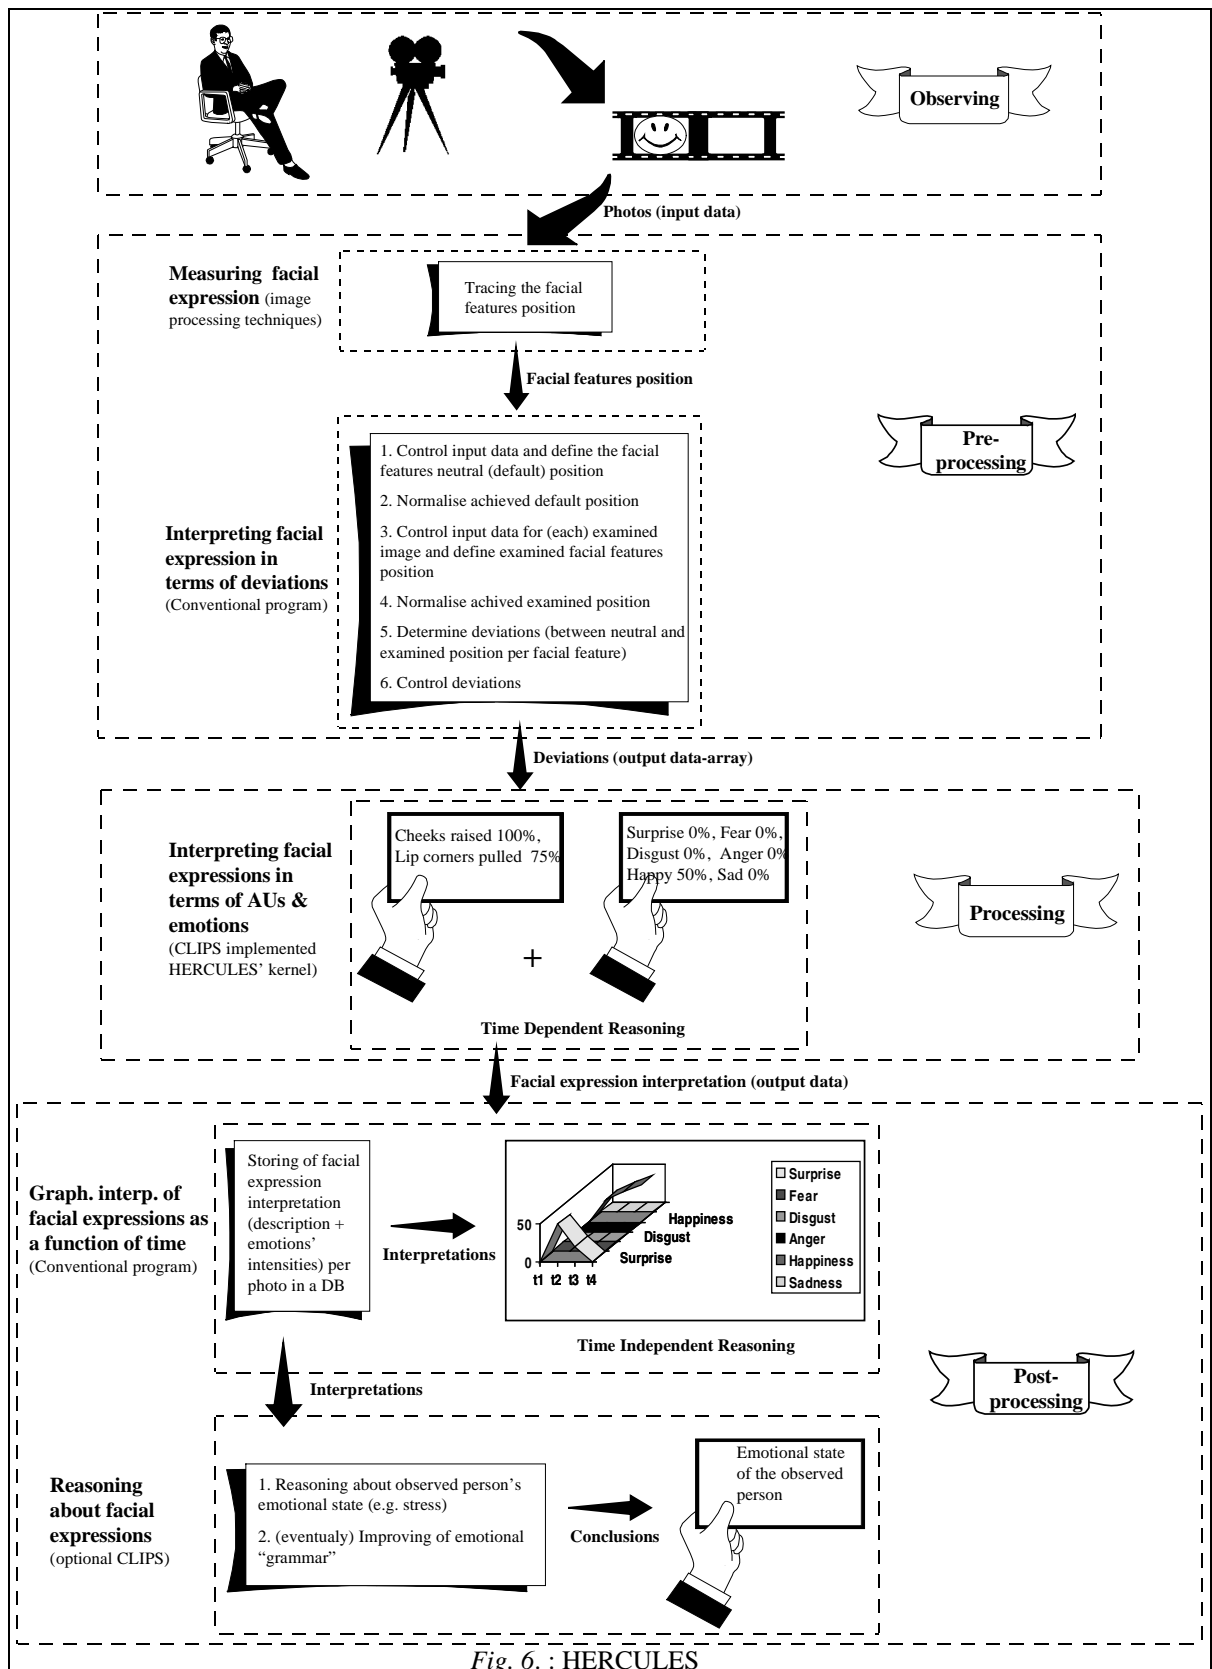 Observing
Photos (input data)
Measuring facial
expression (image
processing techniques)
Tracing the facial
features position
Facial features position
Pre-
processing
Interpreting facial
expression in
terms of deviations
(Conventional program)
1. Control input data and define the facial
features neutral (default) position
2. Normalise achieved default position
3. Control input data for (each) examined
image and define examined facial features
position
4. Normalise achived examined position
5. Determine deviations (between neutral and
examined position per facial feature)
6. Control deviations
Deviations (output data-array)
Interpreting facial
expressions in
terms of AUs &
emotions
(CLIPS implemented
HERCULES’ kernel)
Cheeks raised 100%,
Lip corners pulled 75%
+
Surprise 0%, Fear 0%,
Disgust 0%, Anger 0%
Happy 50%, Sad 0%
Time Dependent Reasoning
Processing
Facial expression interpretation (output data)
Graph. interp. of
facial expressions as
a function of time
(Conventional program)
Storing of facial
expression
interpretation
(description +
emotions’
intensities) per
photo in a DB
Interpretations
50
0
t1 t2 t3 t4
Happiness
Disgust
Surprise
Surprise
Fear
Disgust
Anger
Happiness
Sadness
Time Independent Reasoning
Post-
processing
Interpretations
Reasoning
about facial
expressions
(optional CLIPS)
1. Reasoning about observed person’s
emotional state (e.g. stress)
2. (eventualy) Improving of emotional
“grammar”
Conclusions
Emotional state
of the observed
person
Fig. 6. : HERCULES